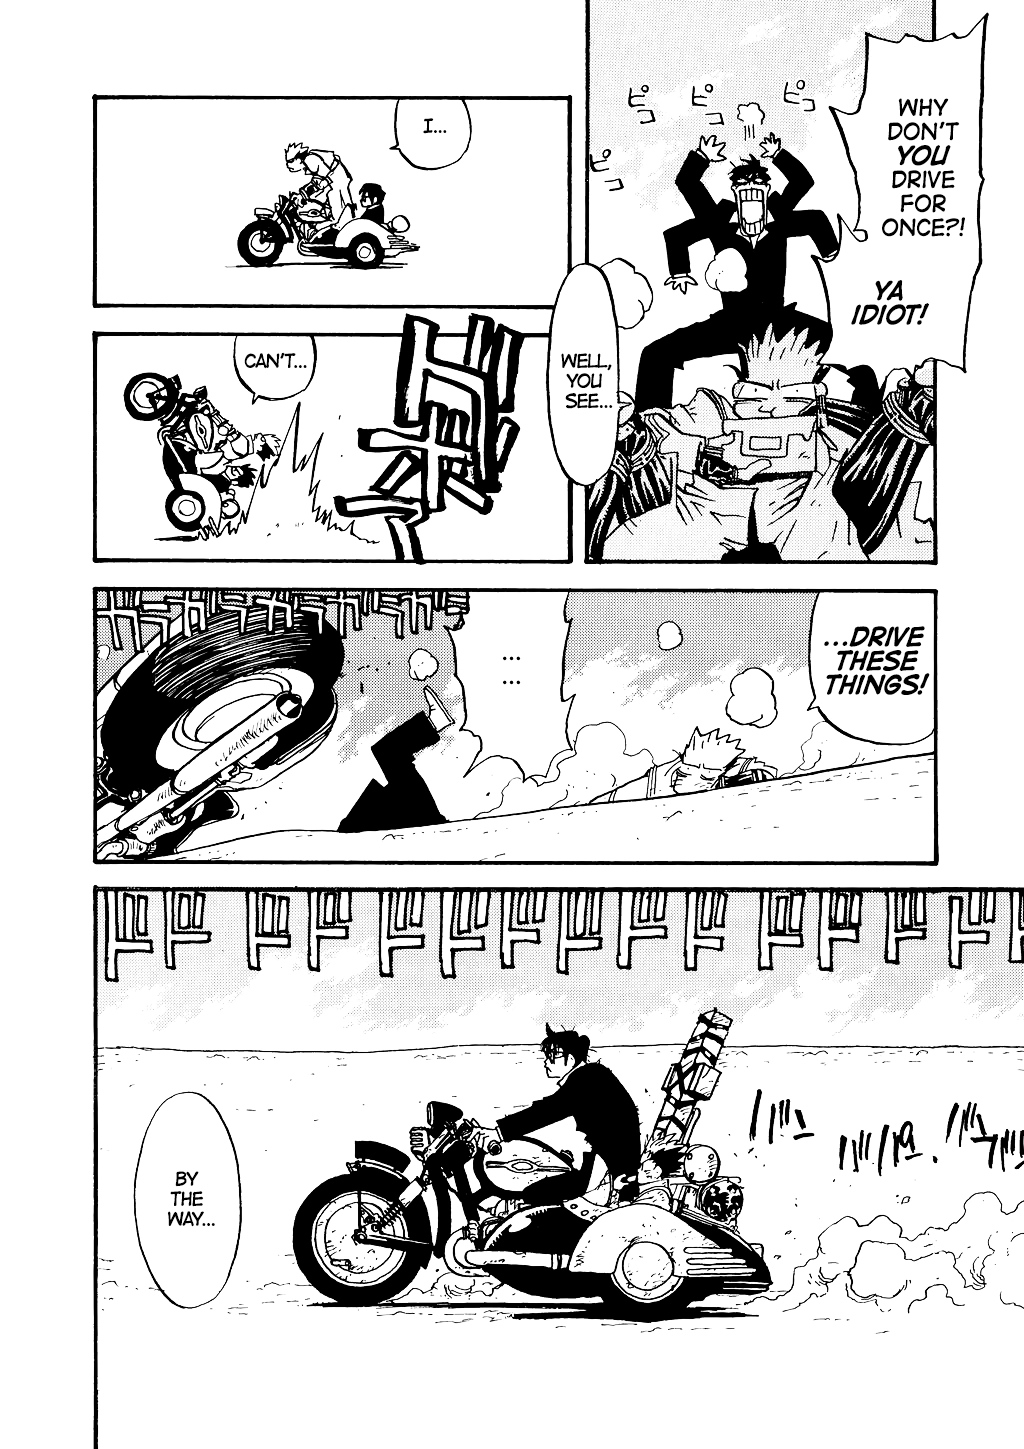 WHY
DON'T
YOU
DRIVE
FOR
ONCE?!
YA
IDIOT!
ピコ
ピコ
ピコ
ピコ
WELL,
YOU
SEE...
I...
CAN'T...
...DRIVE
THESE
THINGS!
...
...
BY
THE
WAY...